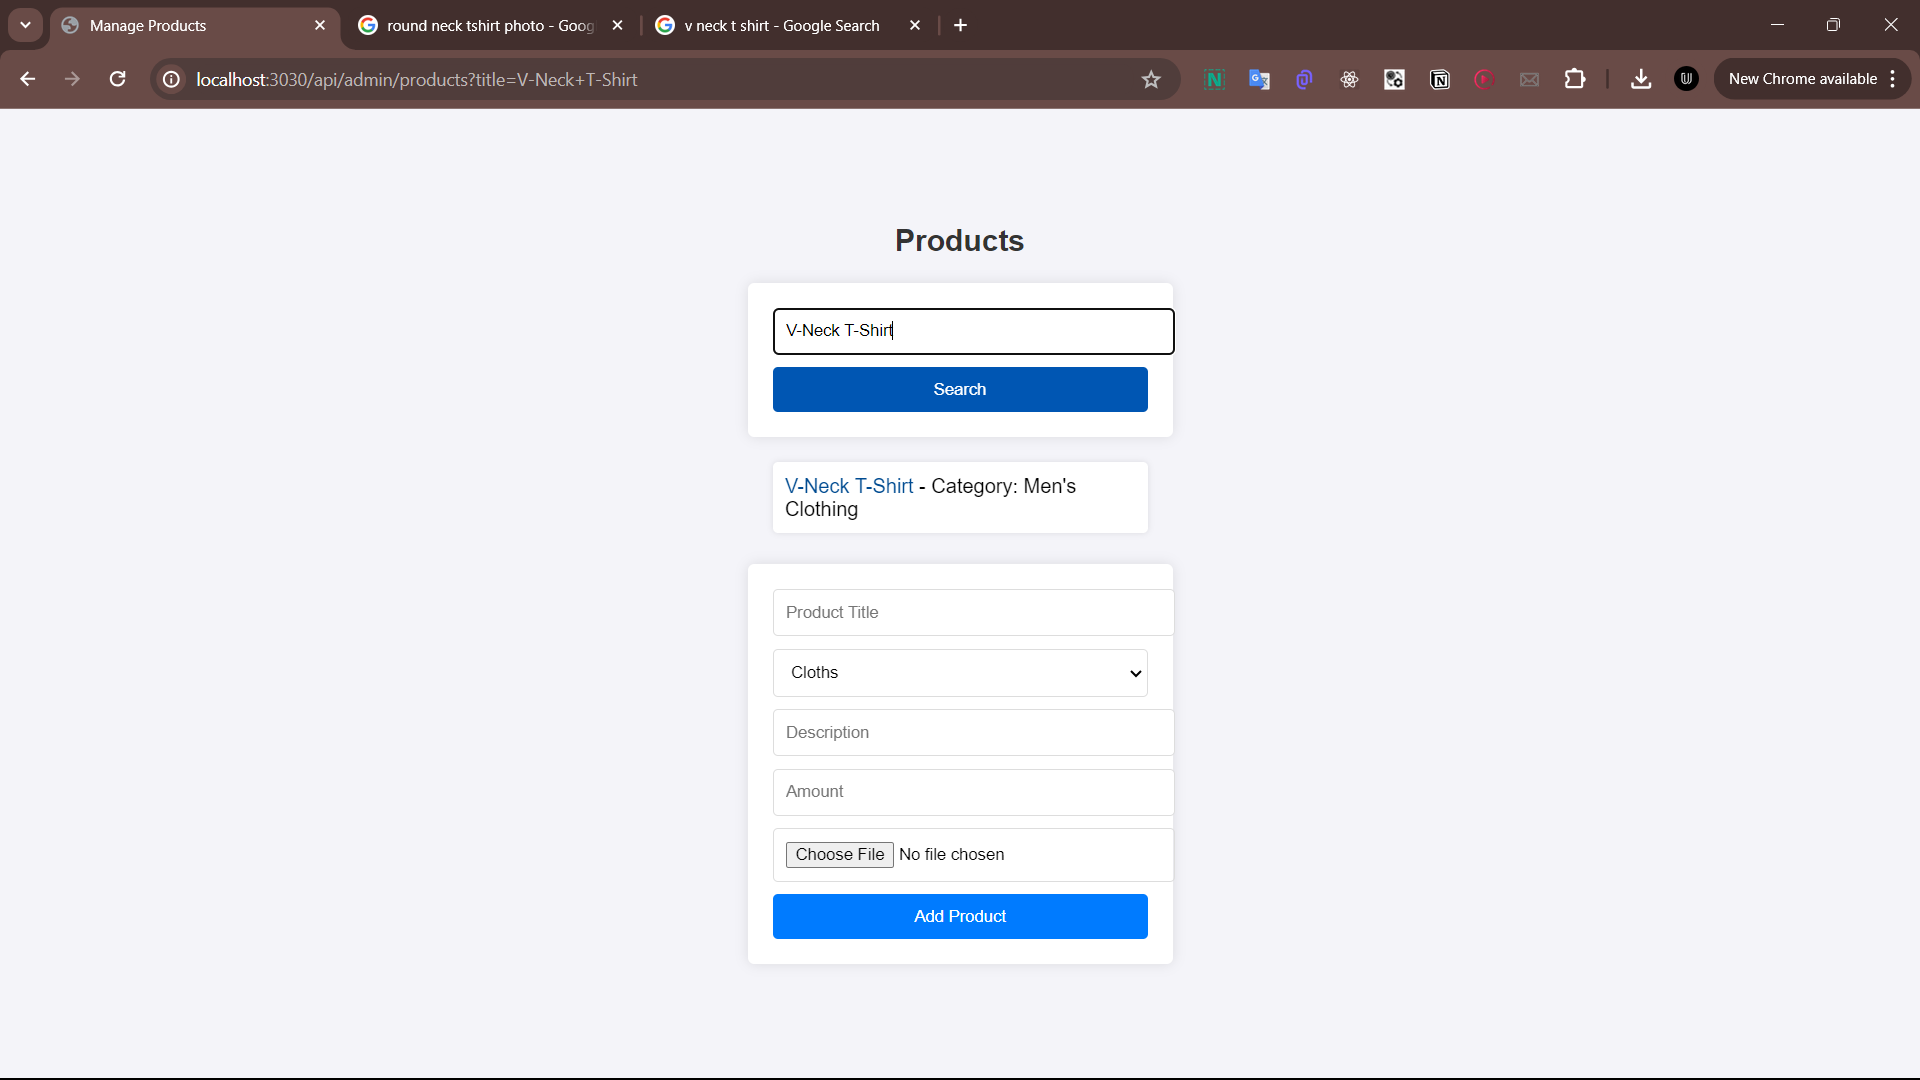 Manage Products
round neck tshirt photo - Goog
v neck t shirt - Google Search
localhost:3030/api/admin/products?title=V-Neck+T-Shirt
New Chrome available
Products
V-Neck T-Shirt
Search
V-Neck T-Shirt - Category: Men's
Clothing
Product Title
Cloths
Description
Amount
Choose File No file chosen
Add Product